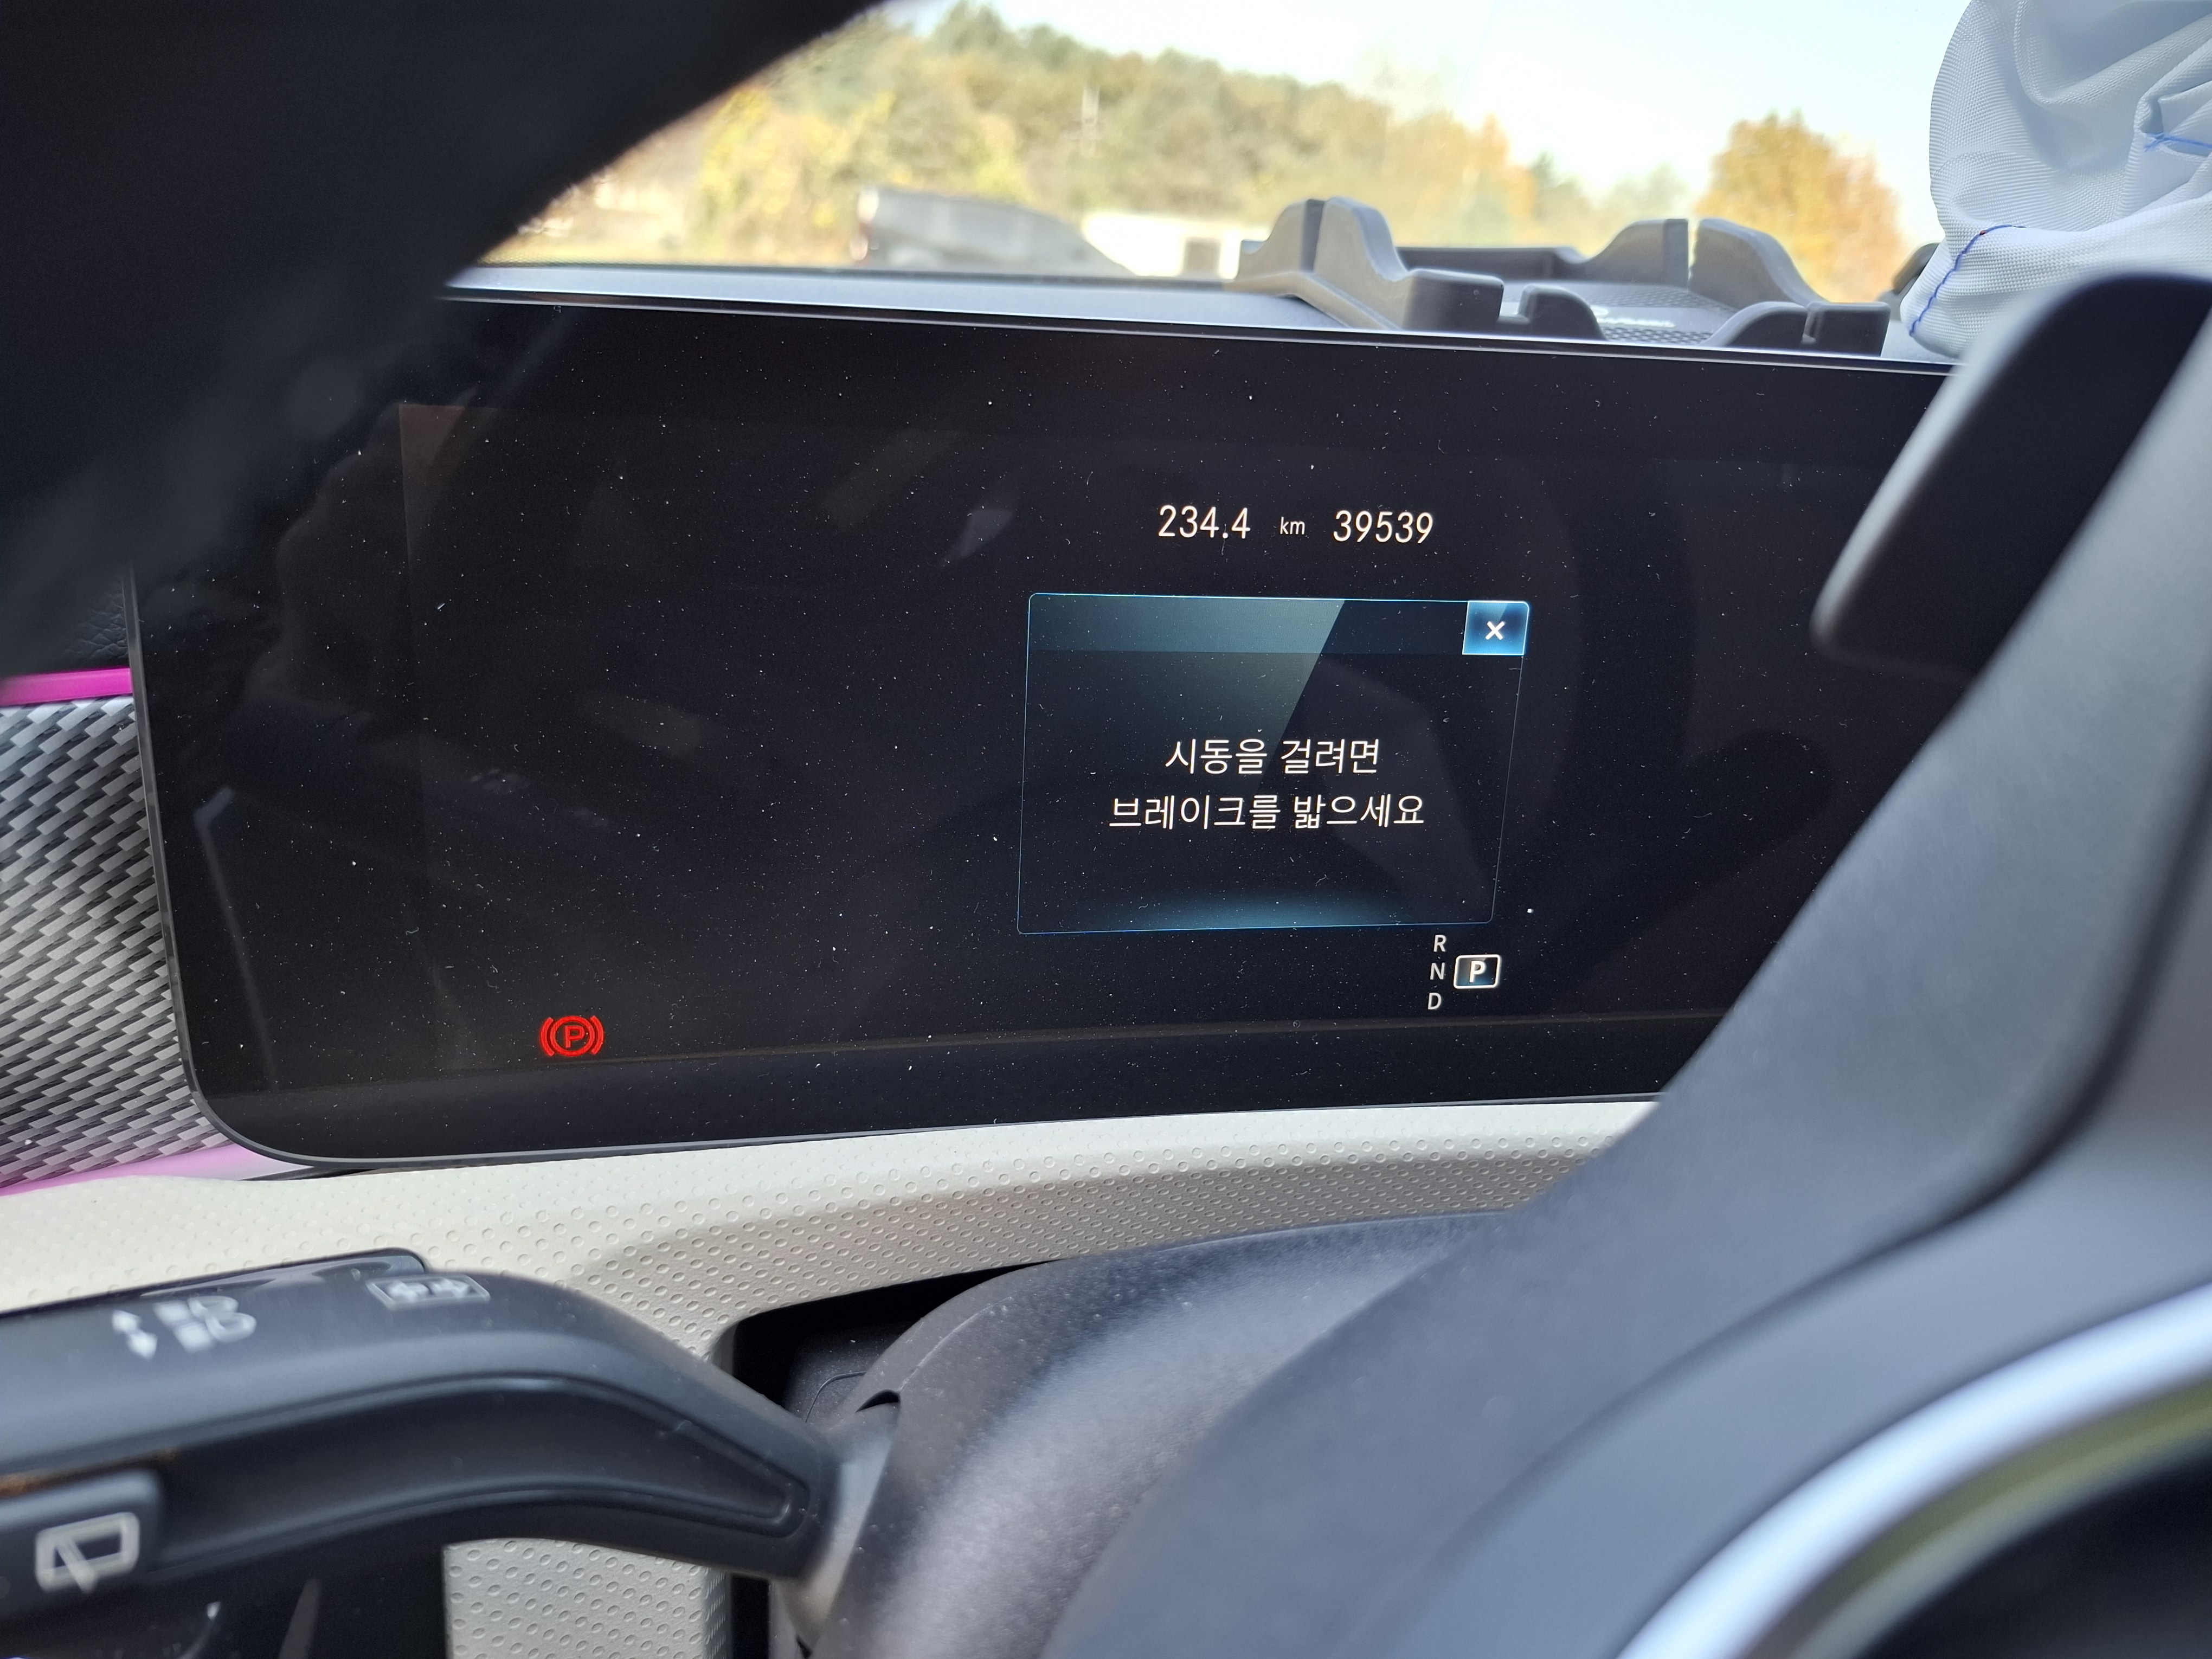 234.4 km 39539
시동을 걸려면
브레이크를 밟으세요
R
N P
D
P